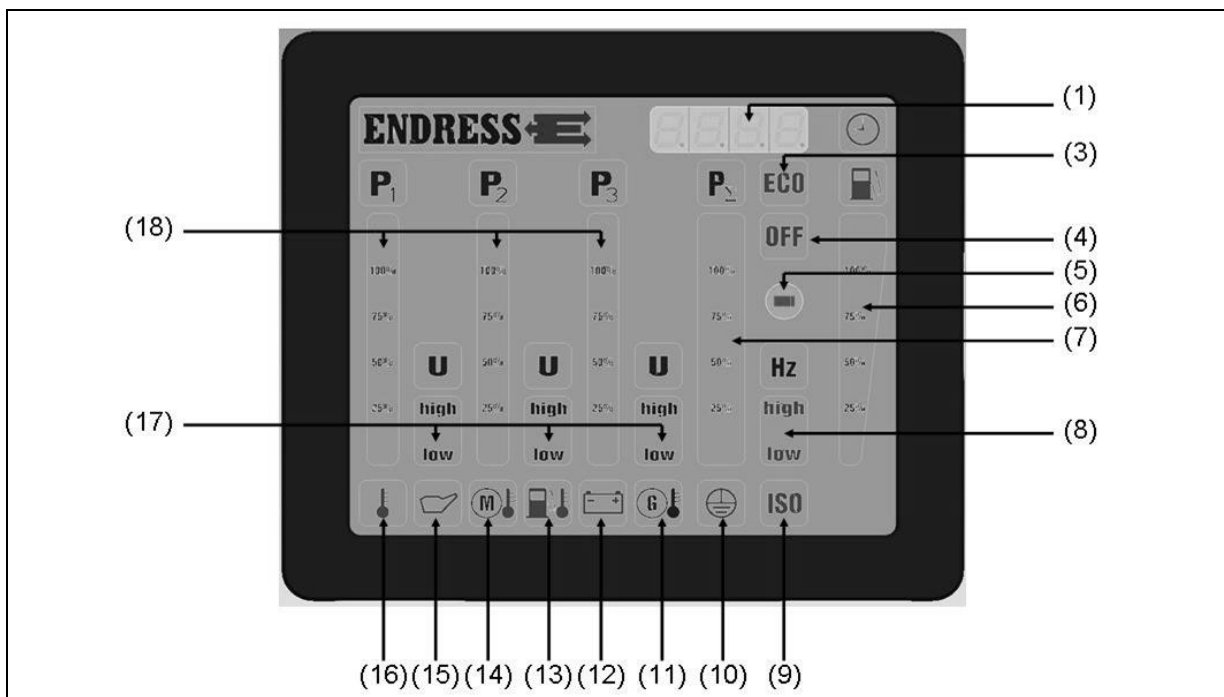 (1)
ENDRESS
(3)
P1 P2 P3 PΣ ECO
(18)
OFF
(4)
(5)
100% 100% 100% 100% 100%
(6)
75% 75% 75% 75% 75%
(7)
50% U 50% U 50% U 50% Hz 50%
25% high 25% high 25% high 25% high 25%
(17)
(8)
low low low low
M G ISO
(16) (15) (14) (13) (12) (11) (10) (9)